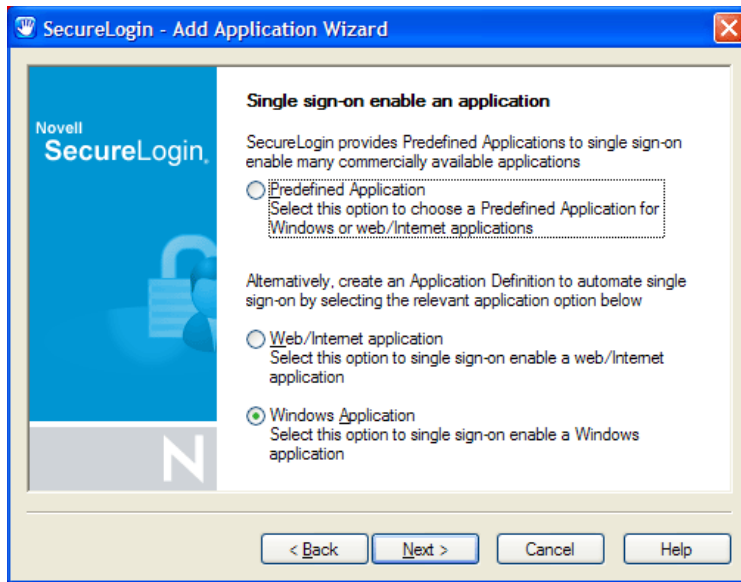 SecureLogin - Add Application Wizard
Novell
SecureLogin®
N
Single sign-on enable an application
SecureLogin provides Predefined Applications to single sign-on
enable many commercially available applications
Predefined Application
Select this option to choose a Predefined Application for
Windows or web/Internet applications
Alternatively, create an Application Definition to automate single
sign-on by selecting the relevant application option below
Web/Internet application
Select this option to single sign-on enable a web/Internet
application
Windows Application
Select this option to single sign-on enable a Windows
application
< Back Next > Cancel Help